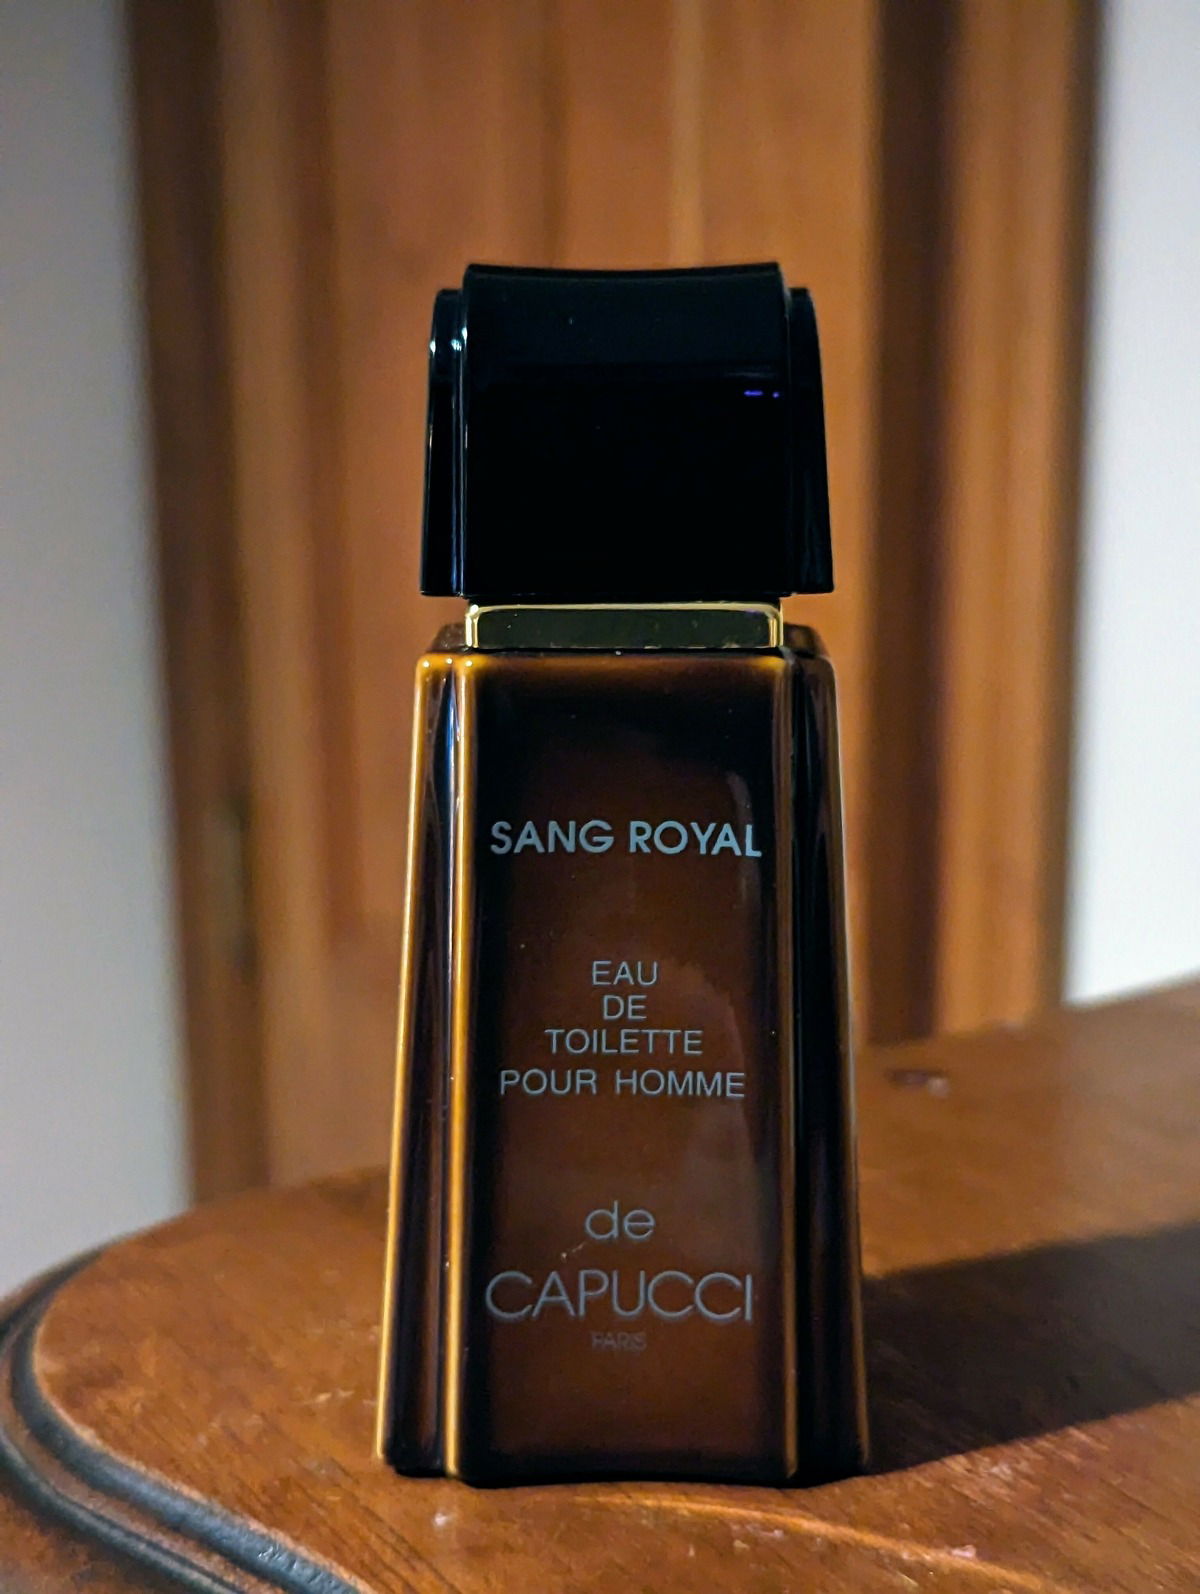 SANG ROYAL
EAU
DE
TOILETTE
POUR HOMME
de
CAPUCCI
PARIS